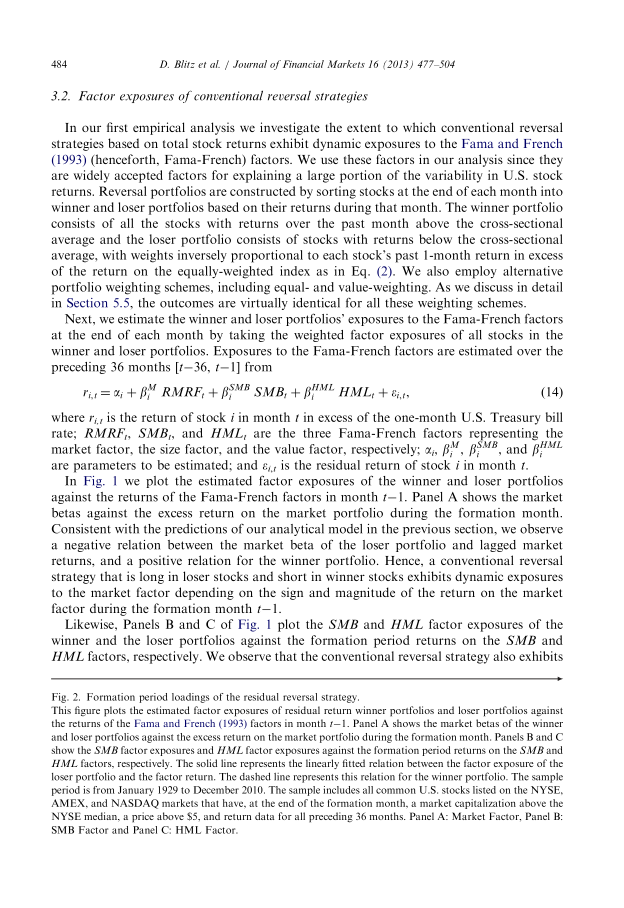 484
D. Blitz et al. / Journal of Financial Markets 16 (2013) 477–504
3.2. Factor exposures of conventional reversal strategies
In our first empirical analysis we investigate the extent to which conventional reversal
strategies based on total stock returns exhibit dynamic exposures to the Fama and French
(1993) (henceforth, Fama-French) factors. We use these factors in our analysis since they
are widely accepted factors for explaining a large portion of the variability in U.S. stock
returns. Reversal portfolios are constructed by sorting stocks at the end of each month into
winner and loser portfolios based on their returns during that month. The winner portfolio
consists of all the stocks with returns over the past month above the cross-sectional
average and the loser portfolio consists of stocks with returns below the cross-sectional
average, with weights inversely proportional to each stock's past 1-month return in excess
of the return on the equally-weighted index as in Eq. (2). We also employ alternative
portfolio weighting schemes, including equal- and value-weighting. As we discuss in detail
in Section 5.5, the outcomes are virtually identical for all these weighting schemes.
Next, we estimate the winner and loser portfolios' exposures to the Fama-French factors
at the end of each month by taking the weighted factor exposures of all stocks in the
winner and loser portfolios. Exposures to the Fama-French factors are estimated over the
preceding 36 months [t−36, t−1] from
r_{i,t} = α_i + β_i^M RMRF_t + β_i^{SMB} SMB_t + β_i^{HML} HML_t + ε_{i,t}, (14)
where r_{i,t} is the return of stock i in month t in excess of the one-month U.S. Treasury bill
rate; RMRF_t, SMB_t, and HML_t are the three Fama-French factors representing the
market factor, the size factor, and the value factor, respectively; α_i, β_i^M, β_i^{SMB}, and β_i^{HML}
are parameters to be estimated; and ε_{i,t} is the residual return of stock i in month t.
In Fig. 1 we plot the estimated factor exposures of the winner and loser portfolios
against the returns of the Fama-French factors in month t−1. Panel A shows the market
betas against the excess return on the market portfolio during the formation month.
Consistent with the predictions of our analytical model in the previous section, we observe
a negative relation between the market beta of the loser portfolio and lagged market
returns, and a positive relation for the winner portfolio. Hence, a conventional reversal
strategy that is long in loser stocks and short in winner stocks exhibits dynamic exposures
to the market factor depending on the sign and magnitude of the return on the market
factor during the formation month t−1.
Likewise, Panels B and C of Fig. 1 plot the SMB and HML factor exposures of the
winner and the loser portfolios against the formation period returns on the SMB and
HML factors, respectively. We observe that the conventional reversal strategy also exhibits
Fig. 2. Formation period loadings of the residual reversal strategy.
This figure plots the estimated factor exposures of residual return winner portfolios and loser portfolios against
the returns of the Fama and French (1993) factors in month t−1. Panel A shows the market betas of the winner
and loser portfolios against the excess return on the market portfolio during the formation month. Panels B and C
show the SMB factor exposures and HML factor exposures against the formation period returns on the SMB and
HML factors, respectively. The solid line represents the linearly fitted relation between the factor exposure of the
loser portfolio and the factor return. The dashed line represents this relation for the winner portfolio. The sample
period is from January 1929 to December 2010. The sample includes all common U.S. stocks listed on the NYSE,
AMEX, and NASDAQ markets that have, at the end of the formation month, a market capitalization above the
NYSE median, a price above $5, and return data for all preceding 36 months. Panel A: Market Factor, Panel B:
SMB Factor and Panel C: HML Factor.